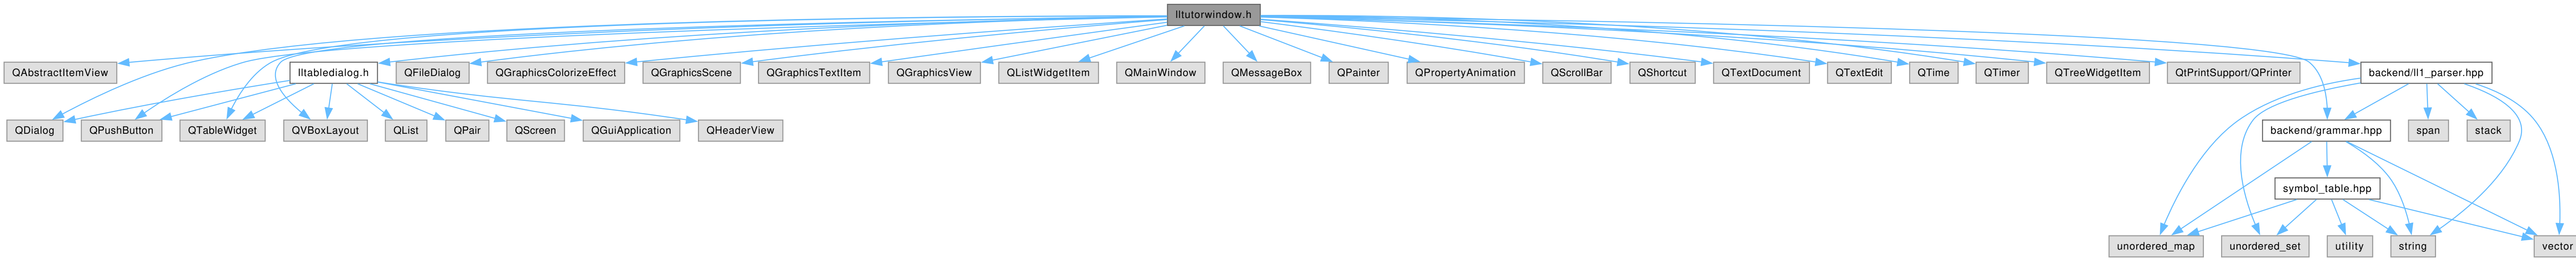 lltutorwindow.h
QAbstractItemView
lltabledialog.h
QFileDialog
QGraphicsColorizeEffect
QGraphicsScene
QGraphicsTextItem
QGraphicsView
QListWidgetItem
QMainWindow
QMessageBox
QPainter
QPropertyAnimation
QScrollBar
QShortcut
QTextDocument
QTextEdit
QTime
QTimer
QTreeWidgetItem
QtPrintSupport/QPrinter
backend/ll1_parser.hpp
QDialog
QPushButton
QTableWidget
QVBoxLayout
QList
QPair
QScreen
QGuiApplication
QHeaderView
backend/grammar.hpp
span
stack
symbol_table.hpp
unordered_map
unordered_set
utility
string
vector